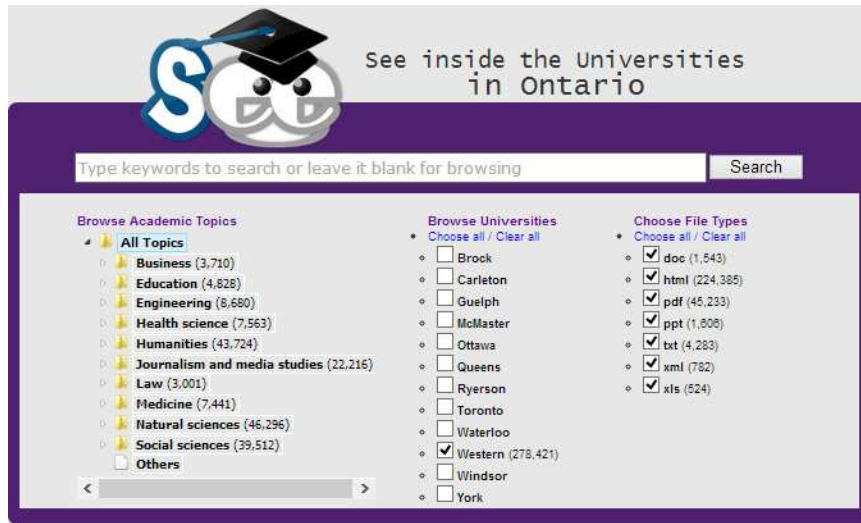 See
See inside the Universities
in Ontario
Type keywords to search or leave it blank for browsing
Search
Browse Academic Topics
All Topics
Business (3,710)
Education (4,828)
Engineering (8,680)
Health science (7,563)
Humanities (43,724)
Journalism and media studies (22,216)
Law (3,001)
Medicine (7,441)
Natural sciences (46,296)
Social sciences (39,512)
Others
Browse Universities
Choose all / Clear all
Brock
Carleton
Guelph
McMaster
Ottawa
Queens
Ryerson
Toronto
Waterloo
Western (278,421)
Windsor
York
Choose File Types
Choose all / Clear all
doc (1,543)
html (224,385)
pdf (45,233)
ppt (1,606)
txt (4,283)
xml (782)
xls (524)